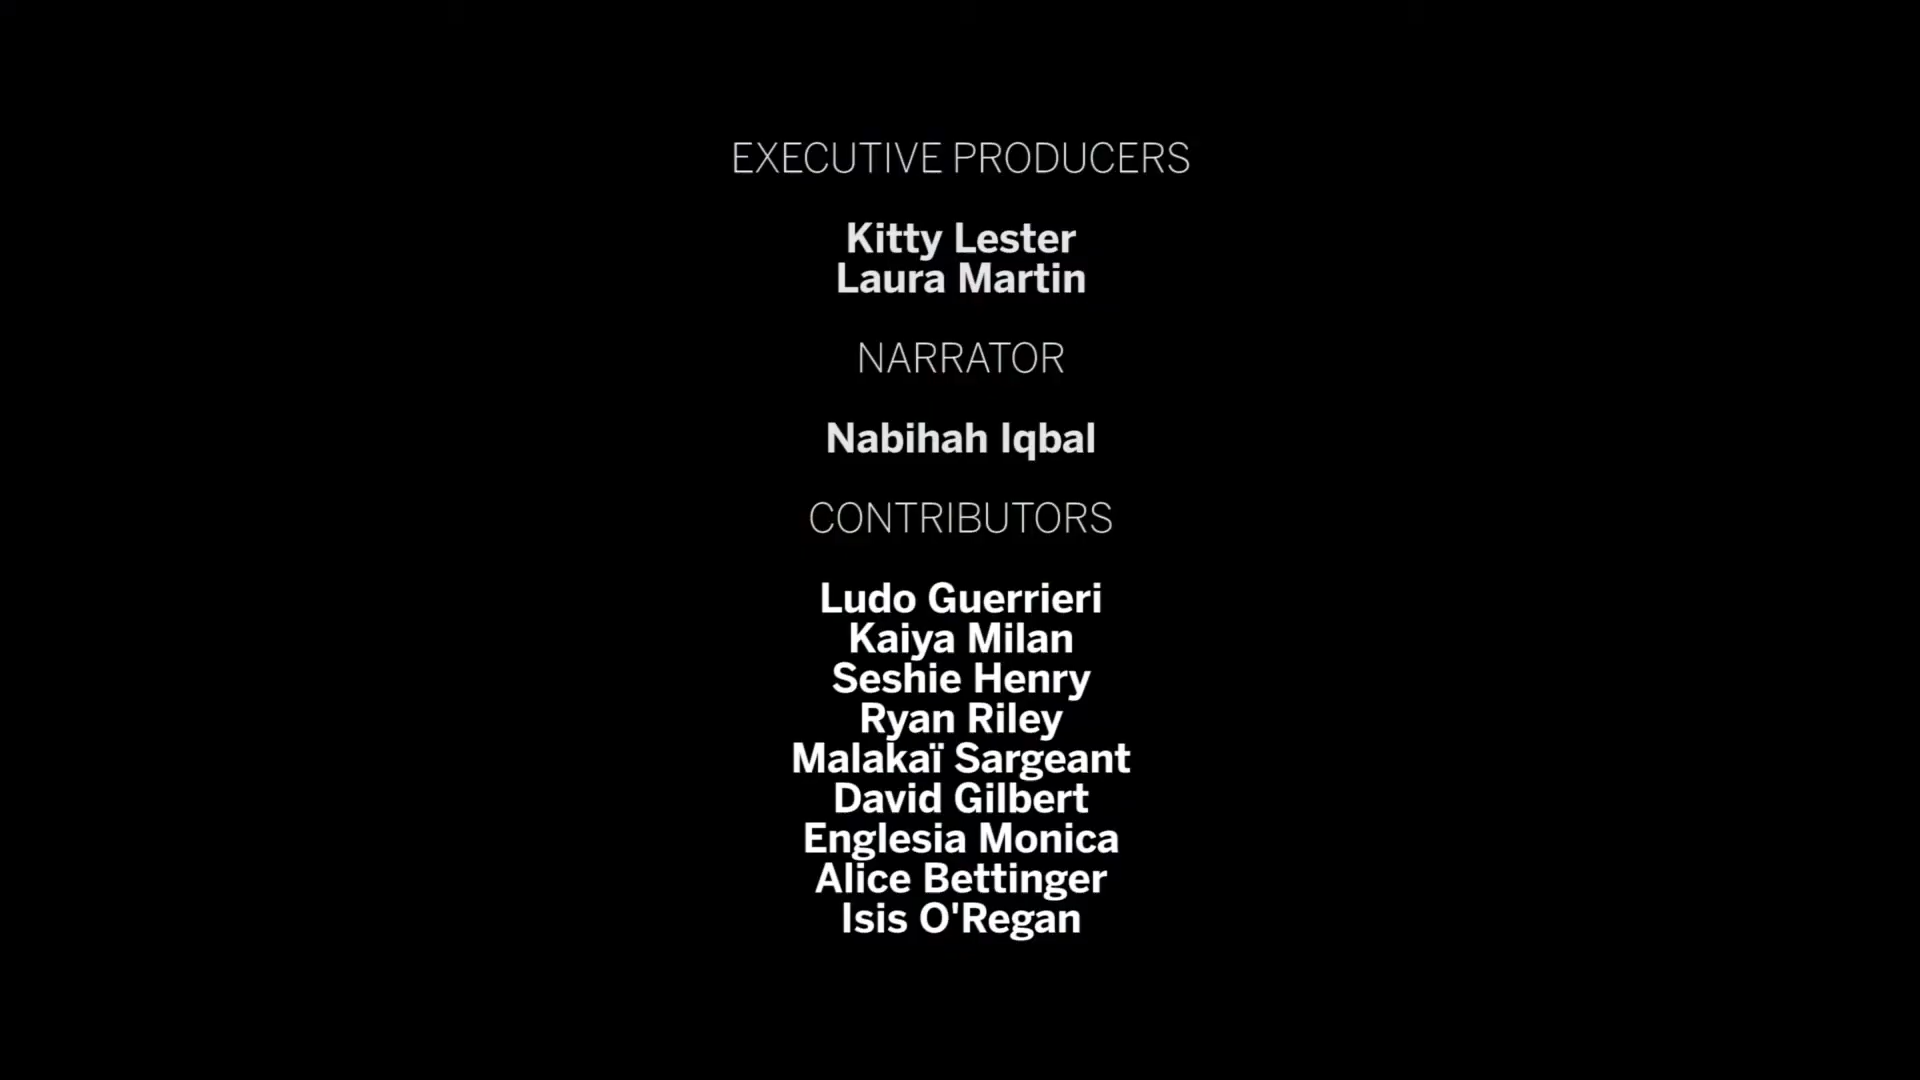 EXECUTIVE PRODUCERS
Kitty Lester
Laura Martin
NARRATOR
Nabihah Iqbal
CONTRIBUTORS
Ludo Guerrieri
Kaiya Milan
Seshie Henry
Ryan Riley
Malakaï Sargeant
David Gilbert
Englesia Monica
Alice Bettinger
Isis O'Regan